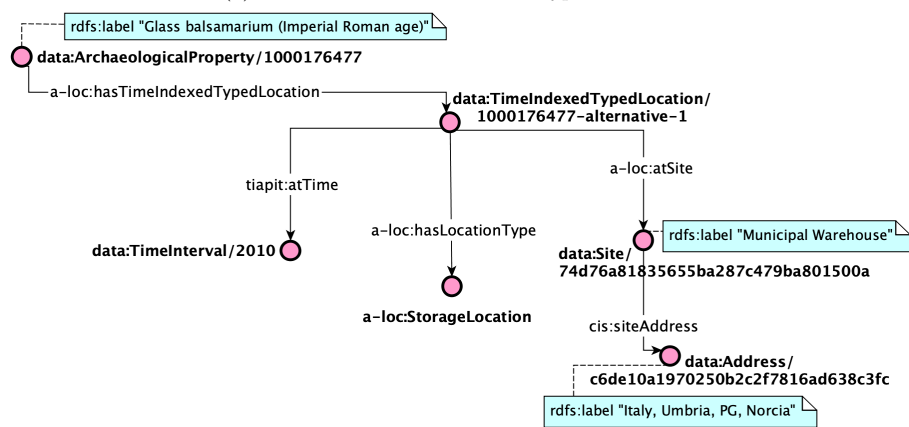 rdfs:label "Glass balsamarium (Imperial Roman age)"
data:ArchaeologicalProperty/1000176477
a-loc:hasTimeIndexedTypedLocation
data:TimeIndexedTypedLocation/
1000176477-alternative-1
a-loc:atSite
tiapit:atTime
a-loc:hasLocationType
rdfs:label "Municipal Warehouse"
data:TimeInterval/2010
data:Site/
74d76a81835655ba287c479ba801500a
a-loc:StorageLocation
cis:siteAddress
data:Address/
c6de10a1970250b2c2f7816ad638c3fc
rdfs:label "Italy, Umbria, PG, Norcia"